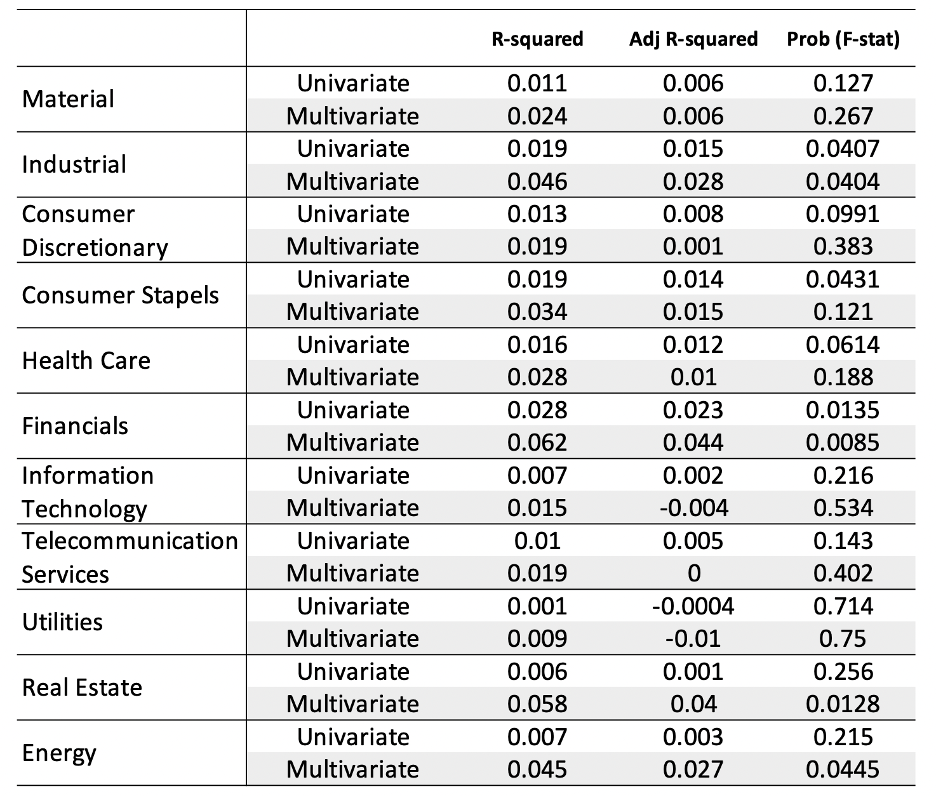 R-squared Adj R-squared Prob (F-stat)
Material
Univariate 0.011 0.006 0.127
Multivariate 0.024 0.006 0.267
Industrial
Univariate 0.019 0.015 0.0407
Multivariate 0.046 0.028 0.0404
Consumer
Discretionary
Univariate 0.013 0.008 0.0991
Multivariate 0.019 0.001 0.383
Consumer Stapels
Univariate 0.019 0.014 0.0431
Multivariate 0.034 0.015 0.121
Health Care
Univariate 0.016 0.012 0.0614
Multivariate 0.028 0.01 0.188
Financials
Univariate 0.028 0.023 0.0135
Multivariate 0.062 0.044 0.0085
Information
Technology
Univariate 0.007 0.002 0.216
Multivariate 0.015 -0.004 0.534
Telecommunication
Services
Univariate 0.01 0.005 0.143
Multivariate 0.019 0 0.402
Utilities
Univariate 0.001 -0.0004 0.714
Multivariate 0.009 -0.01 0.75
Real Estate
Univariate 0.006 0.001 0.256
Multivariate 0.058 0.04 0.0128
Energy
Univariate 0.007 0.003 0.215
Multivariate 0.045 0.027 0.0445